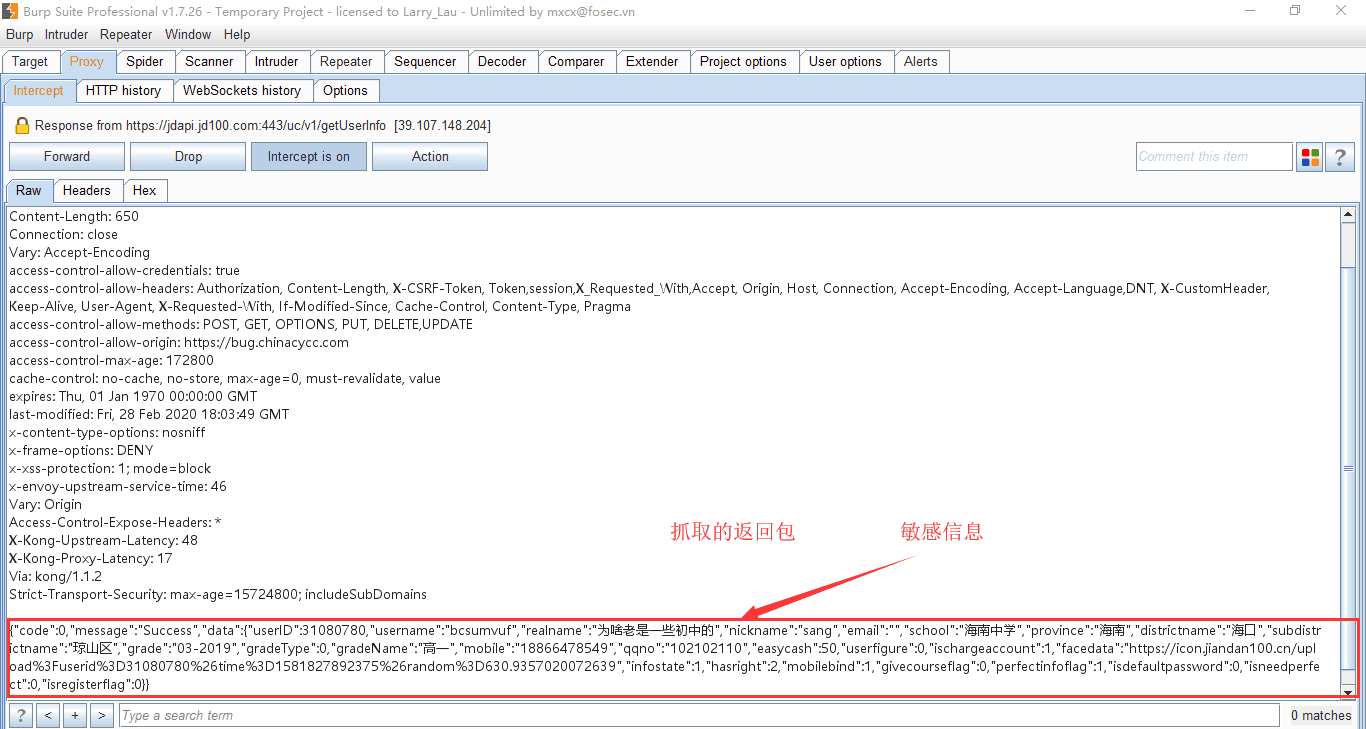 Burp Suite Professional v1.7.26 - Temporary Project - licensed to Larry_Lau - Unlimited by mxcx@fosec.vn
Burp Intruder Repeater Window Help
Target Proxy Spider Scanner Intruder Repeater Sequencer Decoder Comparer Extender Project options User options Alerts
Intercept HTTP history WebSockets history Options
Response from https://jdapi.jd100.com:443/uc/v1/getUserInfo [39.107.148.204]
Forward Drop Intercept is on Action Comment this item ?
Raw Headers Hex
Content-Length: 650
Connection: close
Vary: Accept-Encoding
access-control-allow-credentials: true
access-control-allow-headers: Authorization, Content-Length, X-CSRF-Token, Token,session,X_Requested_With,Accept, Origin, Host, Connection, Accept-Encoding, Accept-Language,DNT, X-CustomHeader,
Keep-Alive, User-Agent, X-Requested-With, If-Modified-Since, Cache-Control, Content-Type, Pragma
access-control-allow-methods: POST, GET, OPTIONS, PUT, DELETE,UPDATE
access-control-allow-origin: https://bug.chinacycc.com
access-control-max-age: 172800
cache-control: no-cache, no-store, max-age=0, must-revalidate, value
expires: Thu, 01 Jan 1970 00:00:00 GMT
last-modified: Fri, 28 Feb 2020 18:03:49 GMT
x-content-type-options: nosniff
x-frame-options: DENY
x-xss-protection: 1; mode=block
x-envoy-upstream-service-time: 46
Vary: Origin
Access-Control-Expose-Headers: *
X-Kong-Upstream-Latency: 48
X-Kong-Proxy-Latency: 17
Via: kong/1.1.2
Strict-Transport-Security: max-age=15724800; includeSubDomains
抓取的返回包 敏感信息
{"code":0,"message":"Success","data":{"userID":31080780,"username":"bcsumvuf","realname":"为啥老是一些初中的","nickname":"sang","email":"","school":"海南中学","province":"海南","districtname":"海口","subdist
rictname":"琼山区","grade":"03-2019","gradeType":0,"gradeName":"高一","mobile":"18866478549","qqno":"102102110","easycash":50,"userfigure":0,"ischargeaccount":1,"facedata":"https://icon.jiandan100.cn/upl
oad%3Fuserid%3D31080780%26time%3D1581827892375%26random%3D630.9357020072639","infostate":1,"hasright":2,"mobilebind":1,"givecourseflag":0,"perfectinfoflag":1,"isdefaultpassword":0,"isneedperfe
ct":0,"isregisterflag":0}}
? < + > Type a search term 0 matches